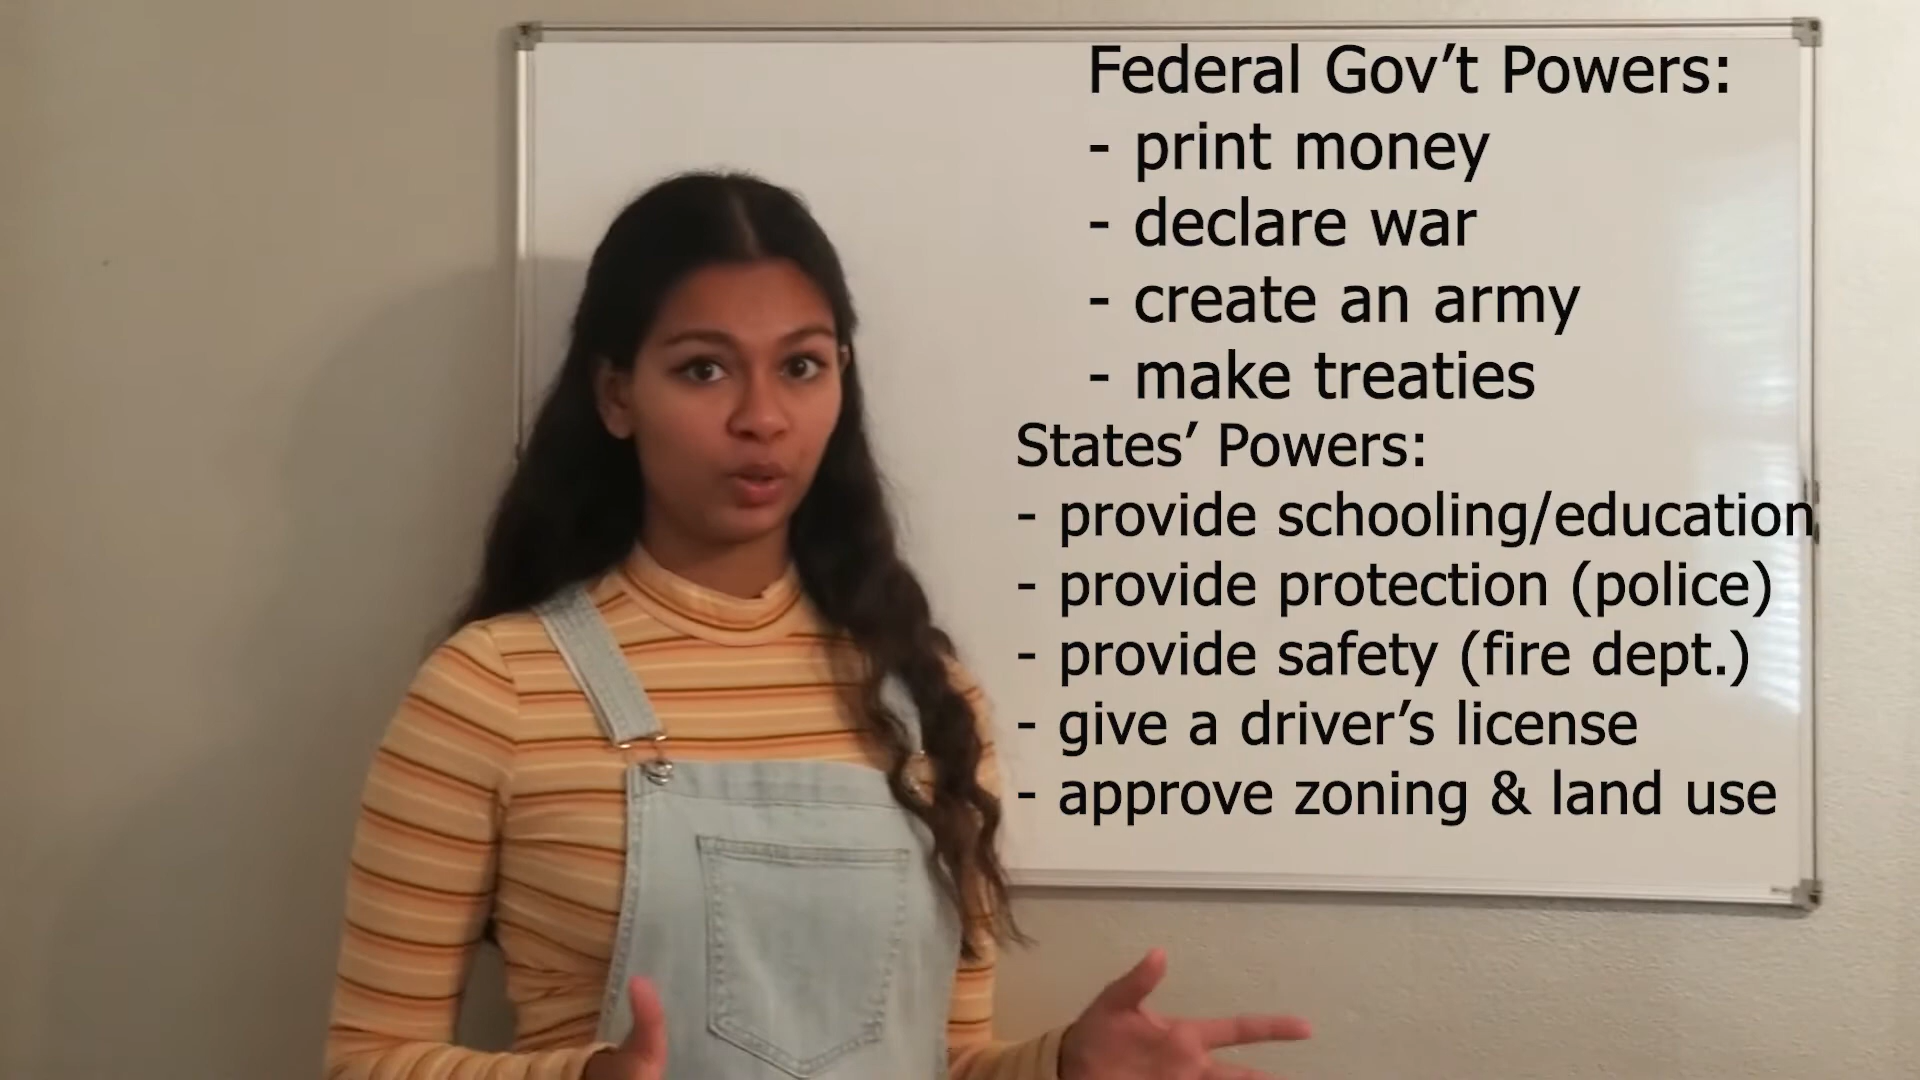 Federal Gov’t Powers:
- print money
- declare war
- create an army
- make treaties
States’ Powers:
- provide schooling/education
- provide protection (police)
- provide safety (fire dept.)
- give a driver’s license
- approve zoning & land use